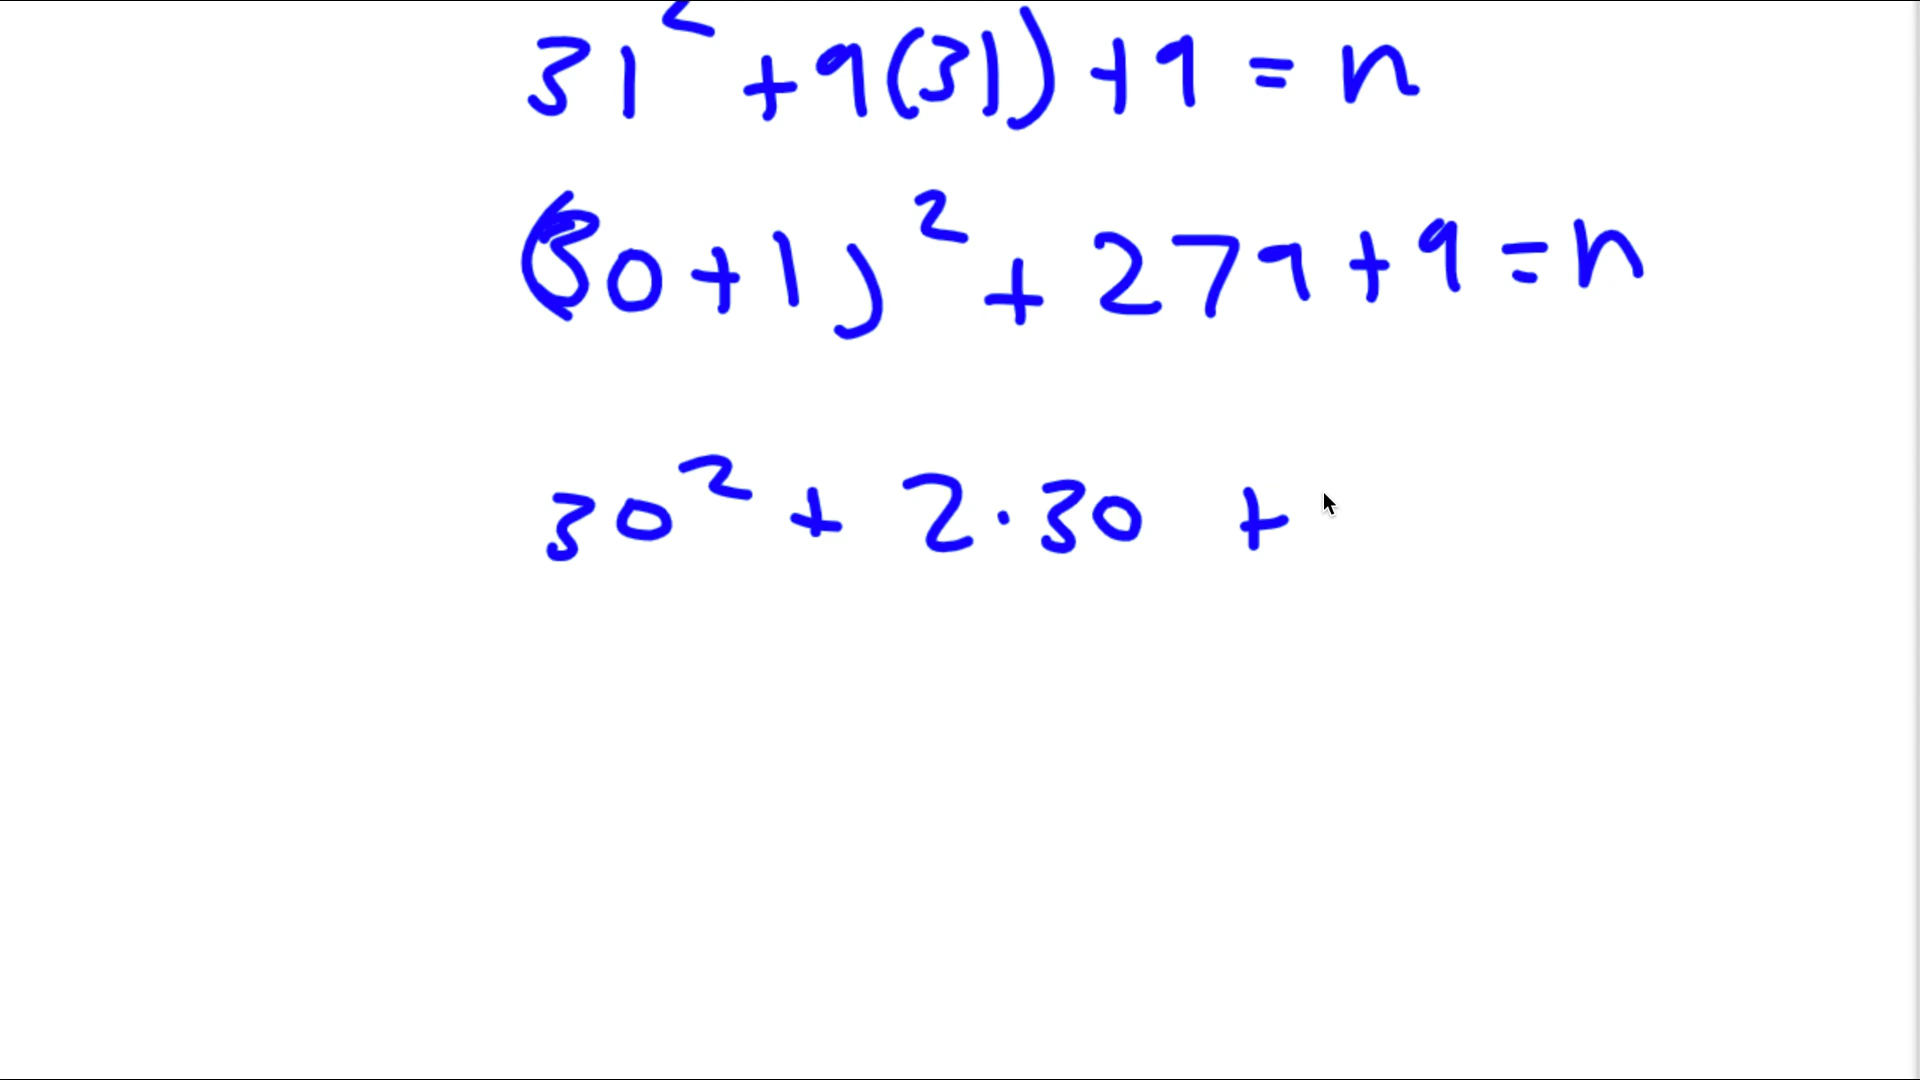 31² + 9(31) + 9 = n
(30 + 1)² + 279 + 9 = n
30² + 2·30 +